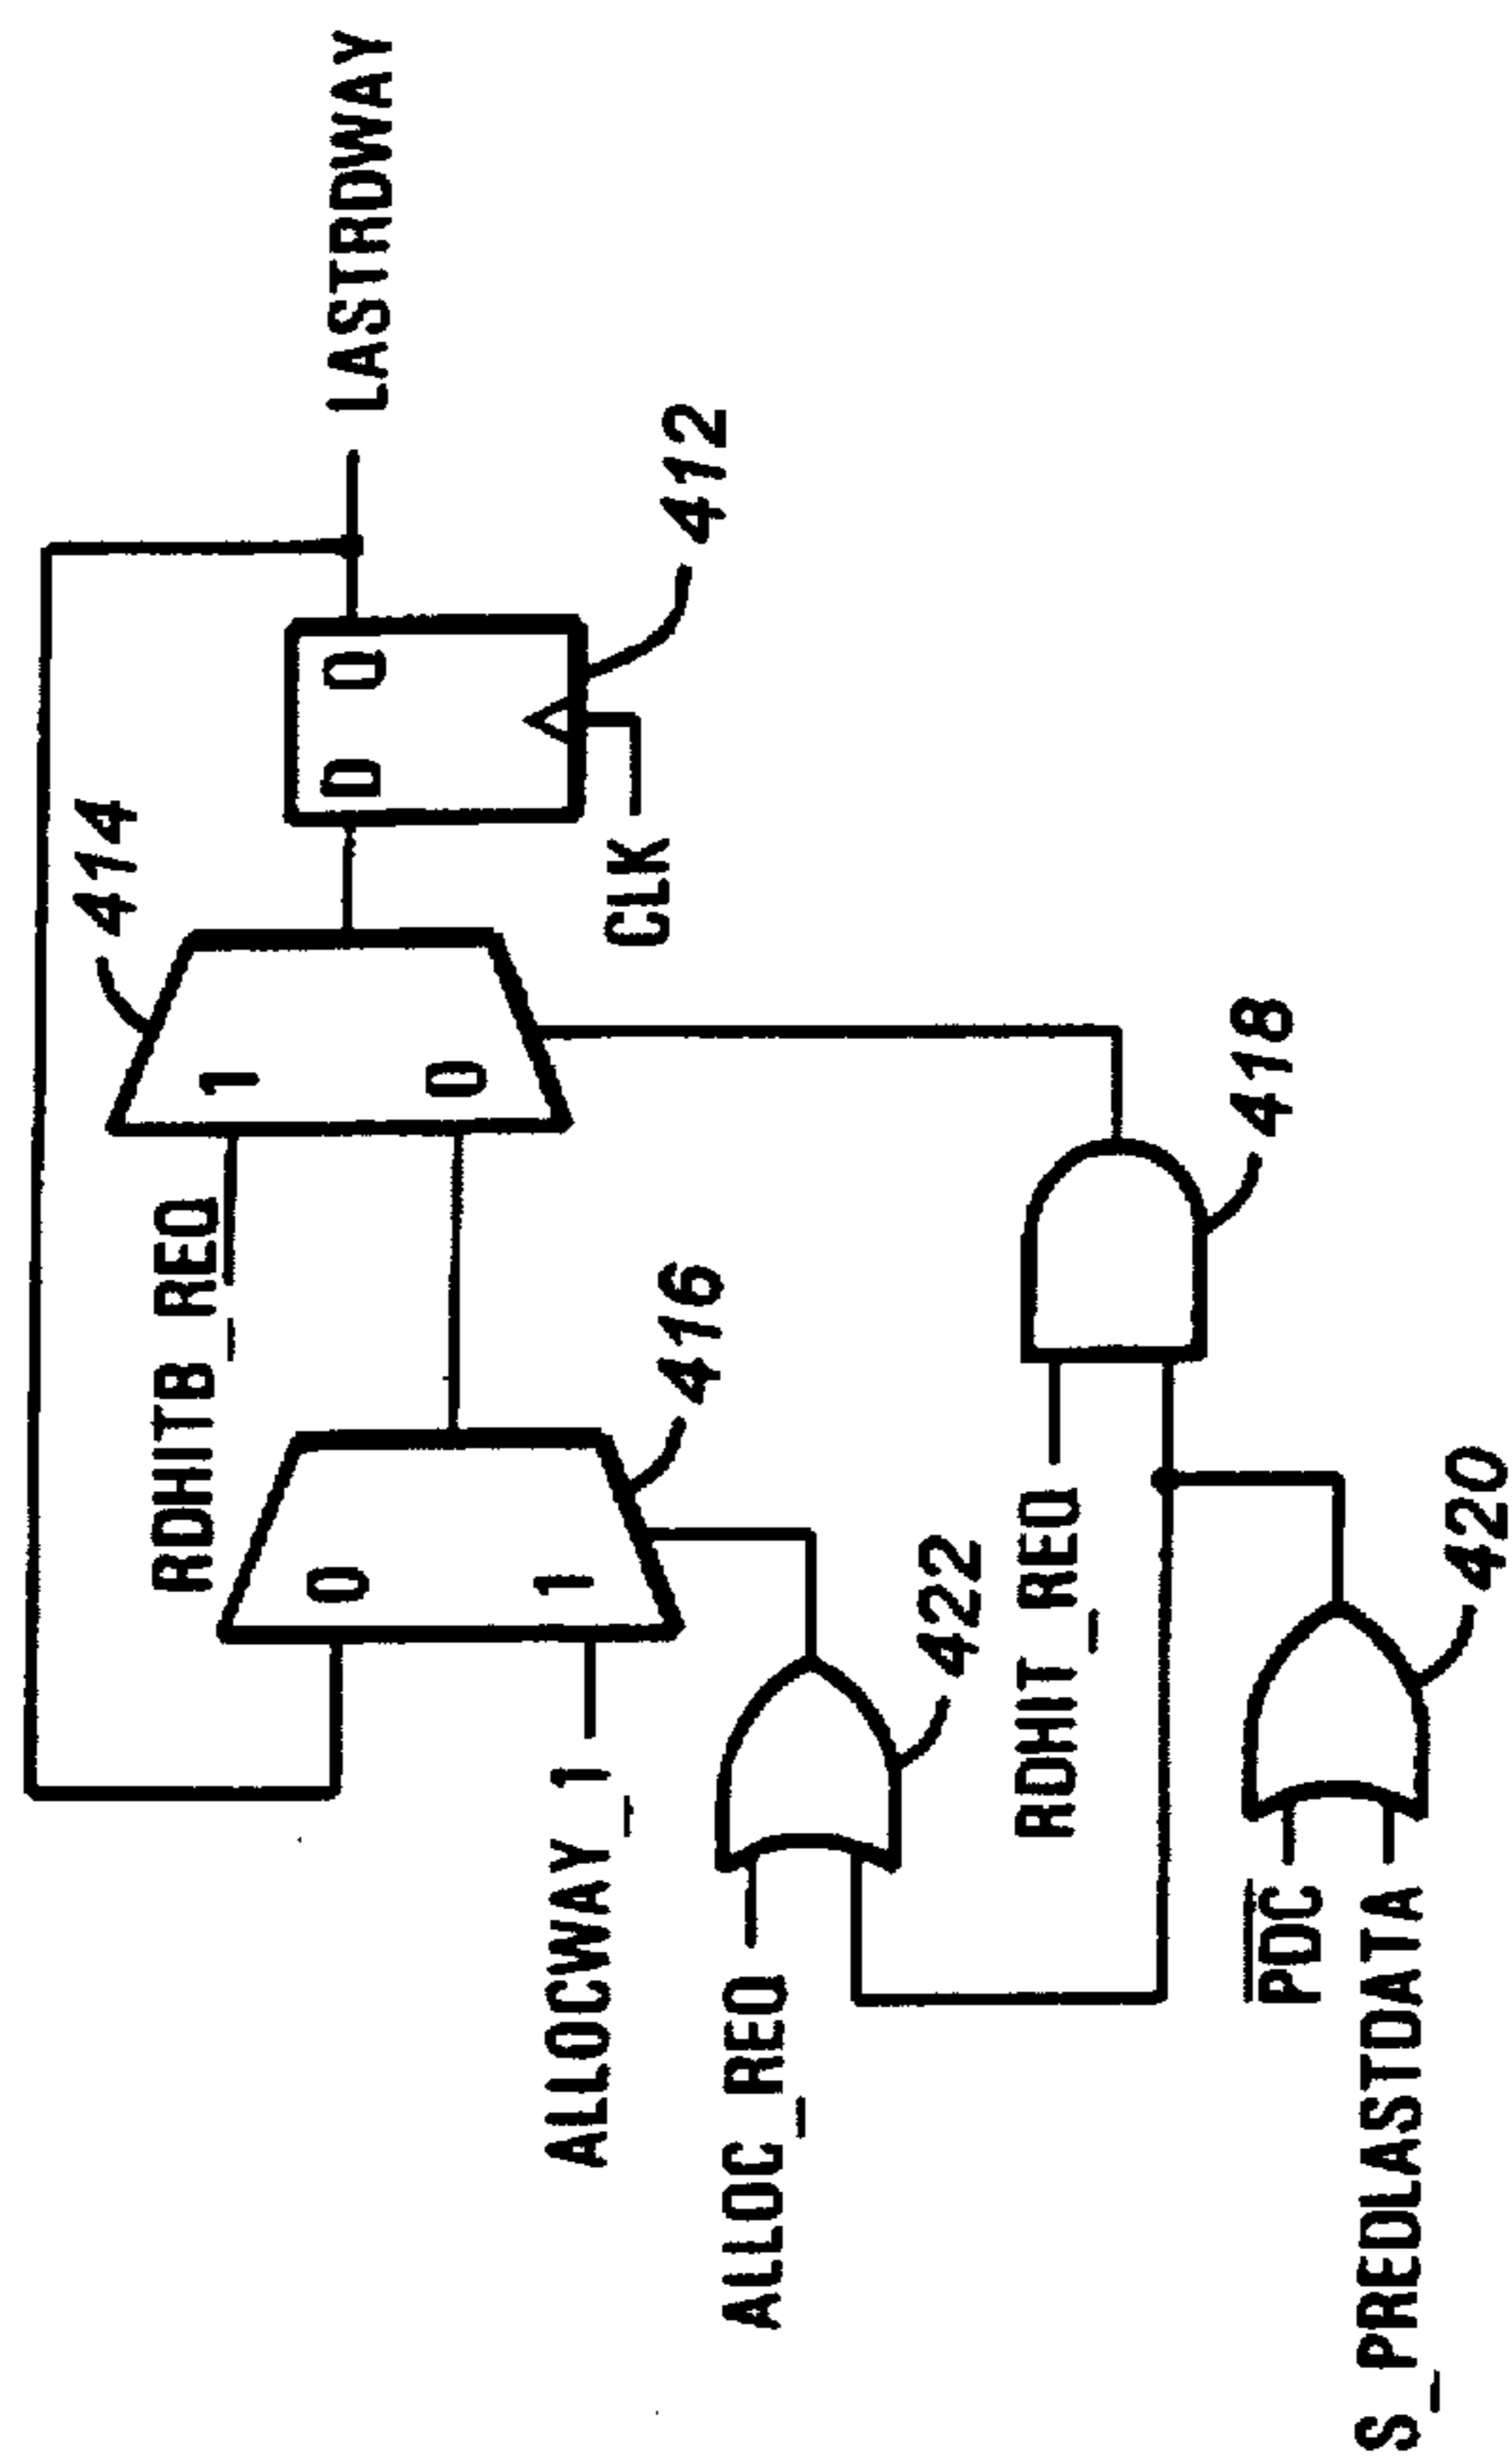 414
LASTRDWAY
RDHITB_REQ
1
0
D Q
412
CLK
0
1
416
ALLOCWAY_1
ALLOC_REQ
422
RDHIT_REQ
418
PDC
S_PREDLASTDATA
420